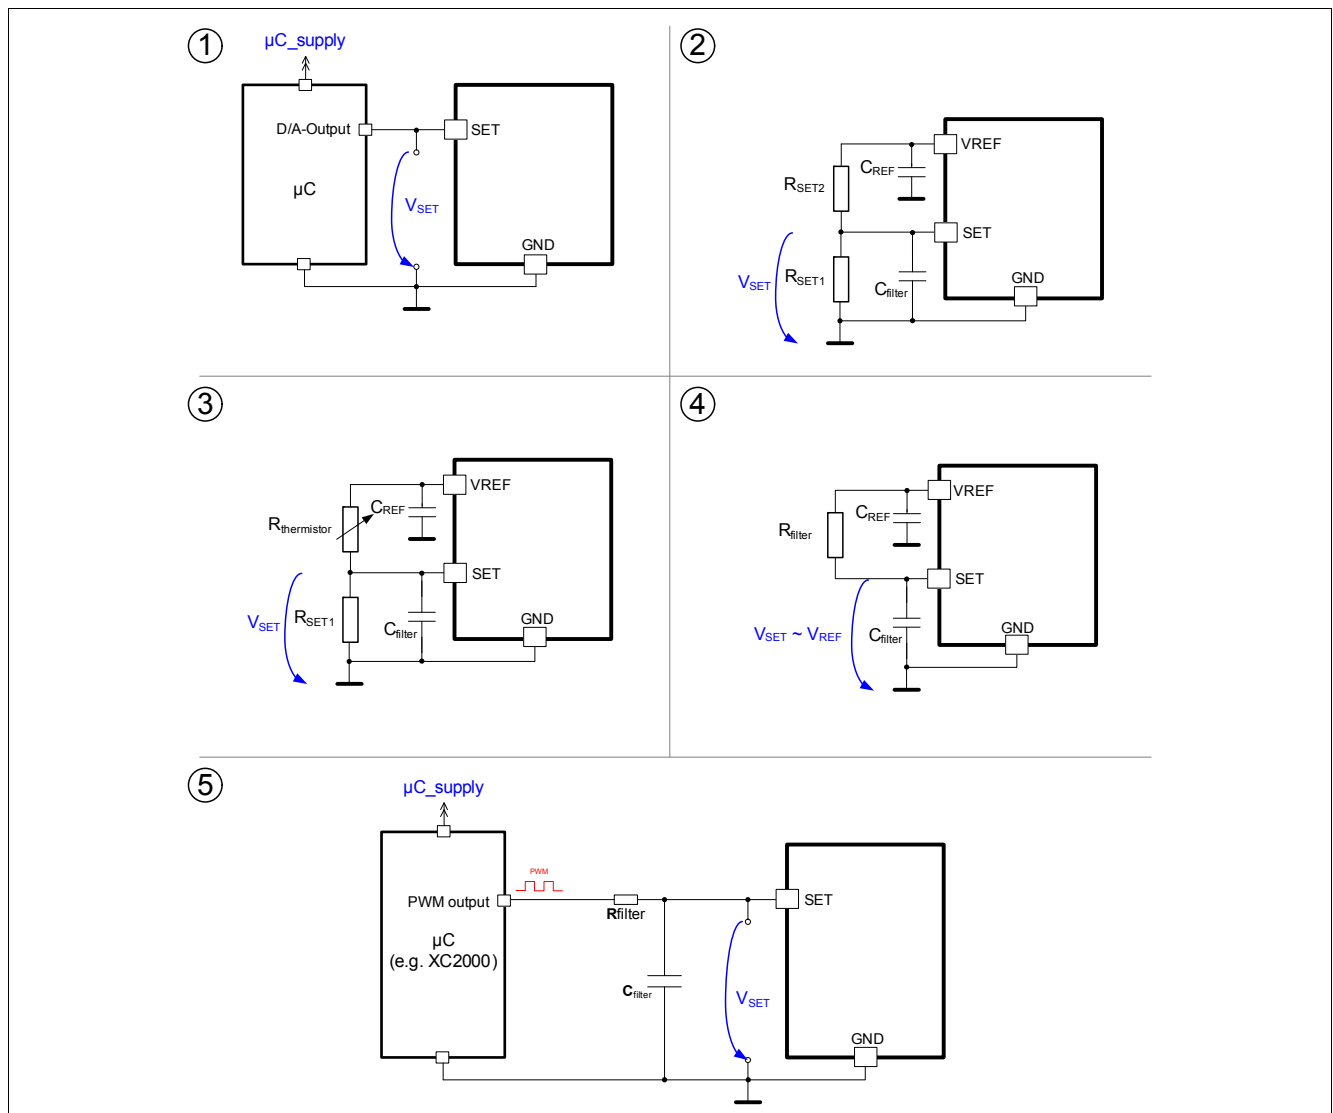 1
µC_supply
D/A-Output
SET
µC
VSET
GND
2
VREF
CREF
RSET2
SET
VSET
RSET1
Cfilter
GND
3
VREF
CREF
Rthermistor
SET
VSET
RSET1
Cfilter
GND
4
VREF
CREF
Rfilter
SET
VSET ~ VREF
Cfilter
GND
5
µC_supply
PWM
PWM output
SET
Rfilter
µC
(e.g. XC2000)
Cfilter
VSET
GND